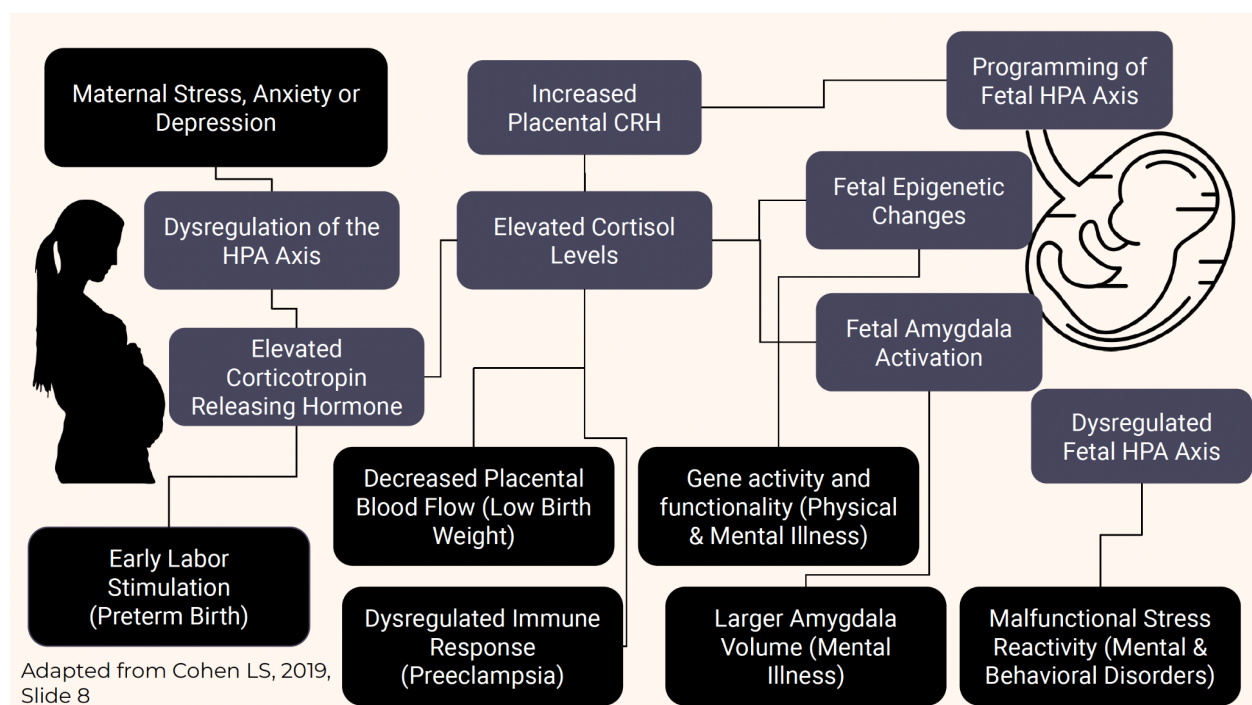 Maternal Stress, Anxiety or
Depression
Increased
Placental CRH
Programming of
Fetal HPA Axis
Dysregulation of the
HPA Axis
Elevated Cortisol
Levels
Fetal Epigenetic
Changes
Elevated
Corticotropin
Releasing Hormone
Fetal Amygdala
Activation
Dysregulated
Fetal HPA Axis
Decreased Placental
Blood Flow (Low Birth
Weight)
Gene activity and
functionality (Physical
& Mental Illness)
Early Labor
Stimulation
(Preterm Birth)
Dysregulated Immune
Response
(Preeclampsia)
Larger Amygdala
Volume (Mental
Illness)
Malfunctional Stress
Reactivity (Mental &
Behavioral Disorders)
Adapted from Cohen LS, 2019,
Slide 8